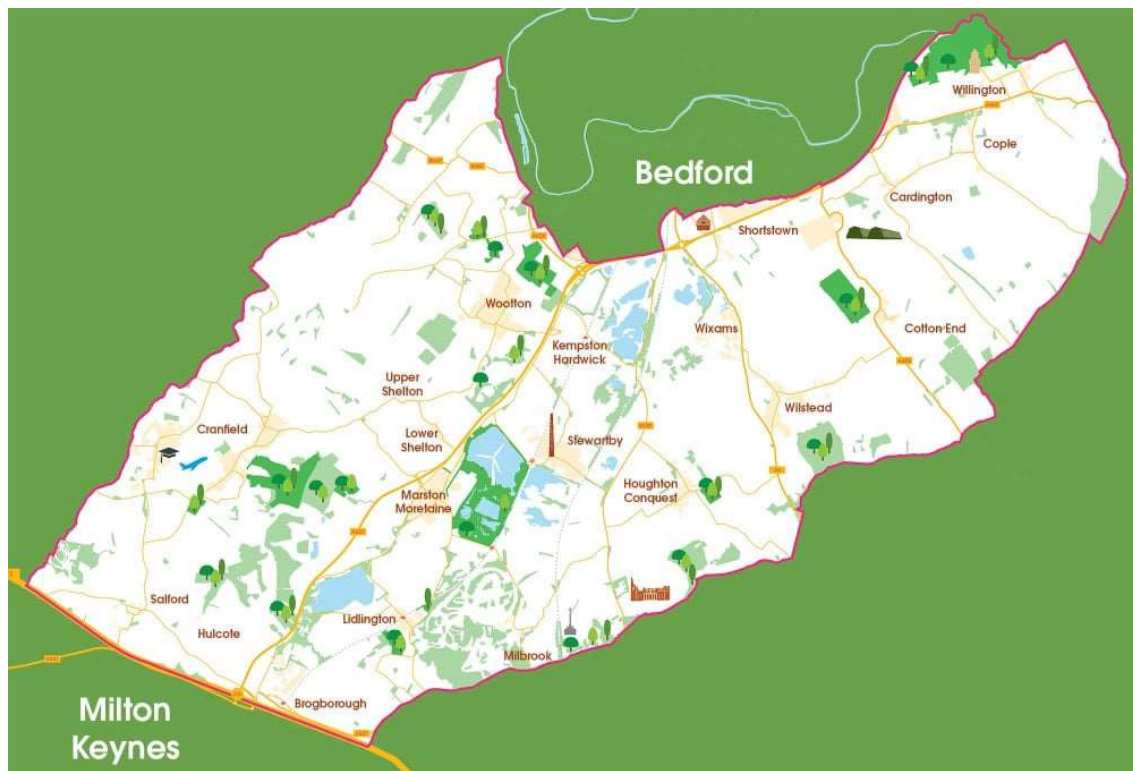 Bedford
Willington
Cople
Cardington
Shortstown
Wootton
Wixams
Cotton End
Kempston
Hardwick
Upper
Shelton
Wilstead
Cranfield
Lower
Shelton
Stewartby
Houghton
Conquest
Marston
Moretaine
Salford
Lidlington
Hulcote
Milbrook
Brogborough
Milton
Keynes